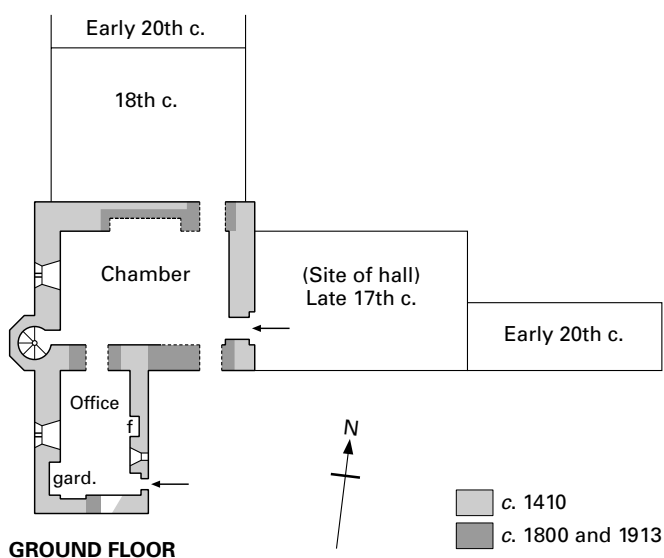 Early 20th c.
18th c.
Chamber
(Site of hall)
Late 17th c.
Early 20th c.
Office
f
gard.
N
c. 1410
c. 1800 and 1913
GROUND FLOOR